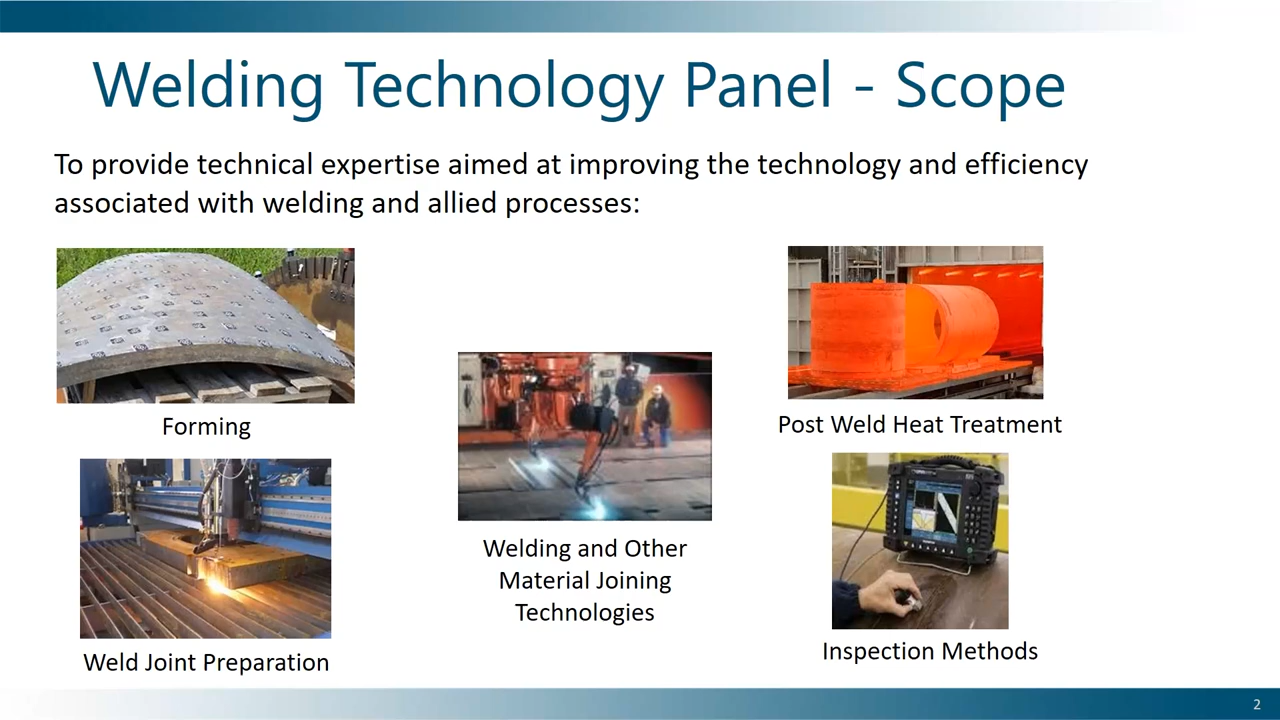 Welding Technology Panel - Scope
To provide technical expertise aimed at improving the technology and efficiency
associated with welding and allied processes:
Forming
Weld Joint Preparation
Welding and Other
Material Joining
Technologies
Post Weld Heat Treatment
Inspection Methods
2